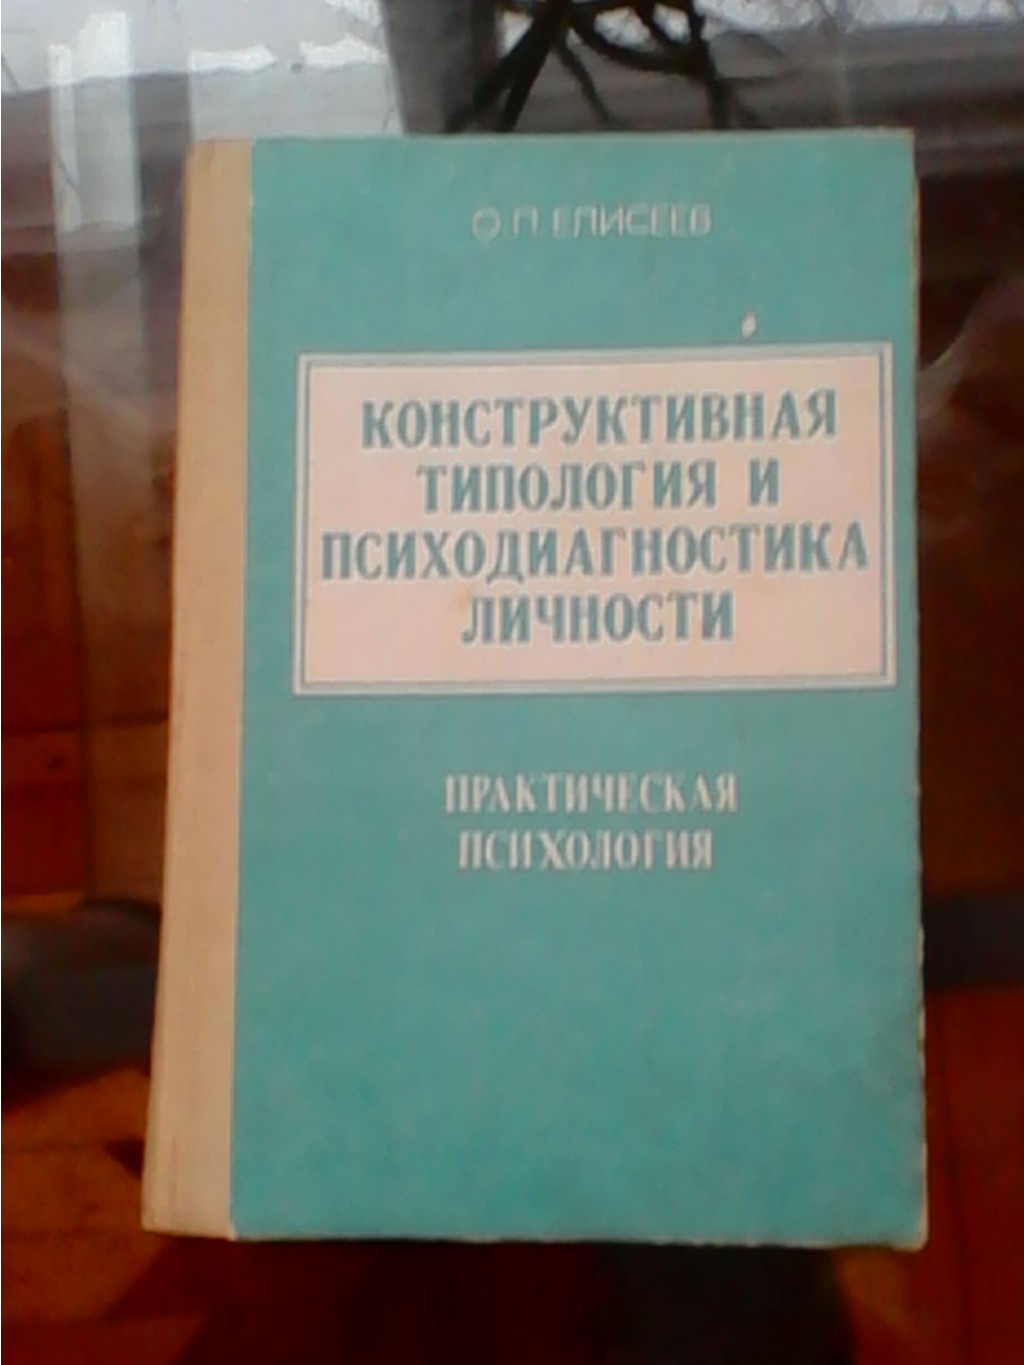 О.П.ЕЛИСЕЕВ
КОНСТРУКТИВНАЯ
ТИПОЛОГИЯ И
ПСИХОДИАГНОСТИКА
ЛИЧНОСТИ
ПРАКТИЧЕСКАЯ
ПСИХОЛОГИЯ